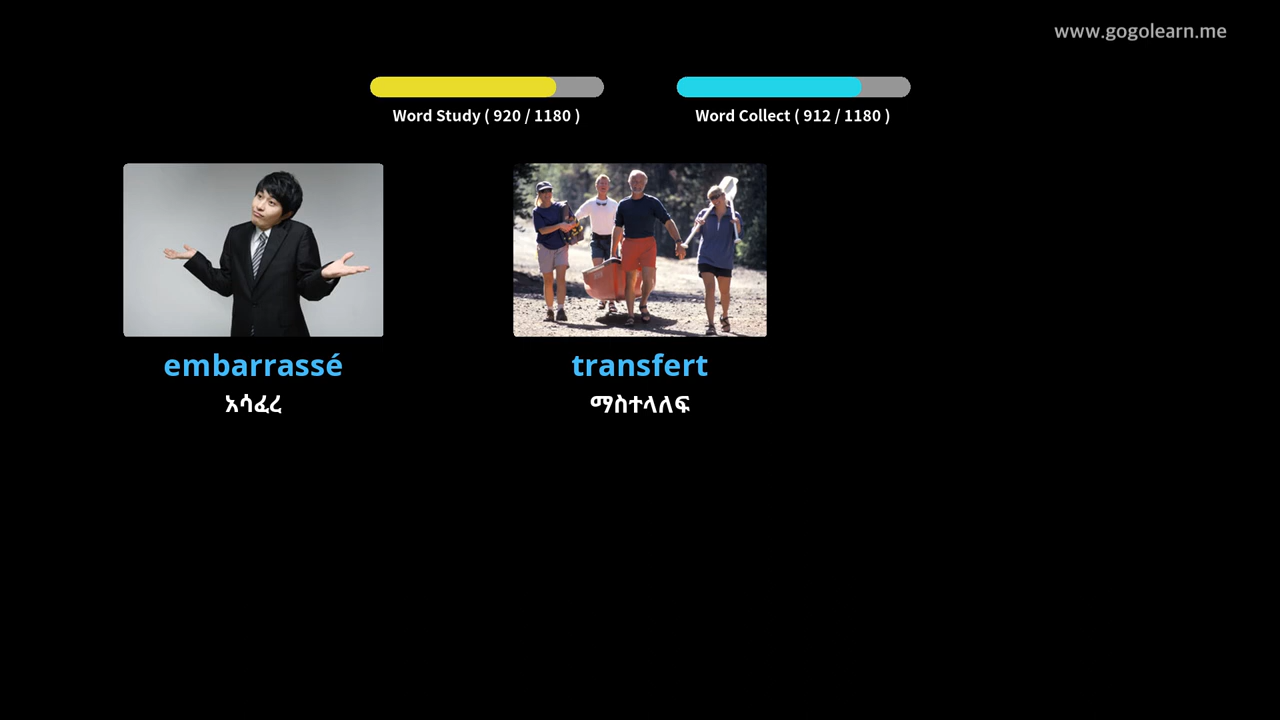 www.gogolearn.me
Word Study ( 920 / 1180 )
Word Collect ( 912 / 1180 )
embarrassé
አሳፈረ
transfert
ማስተላለፍ